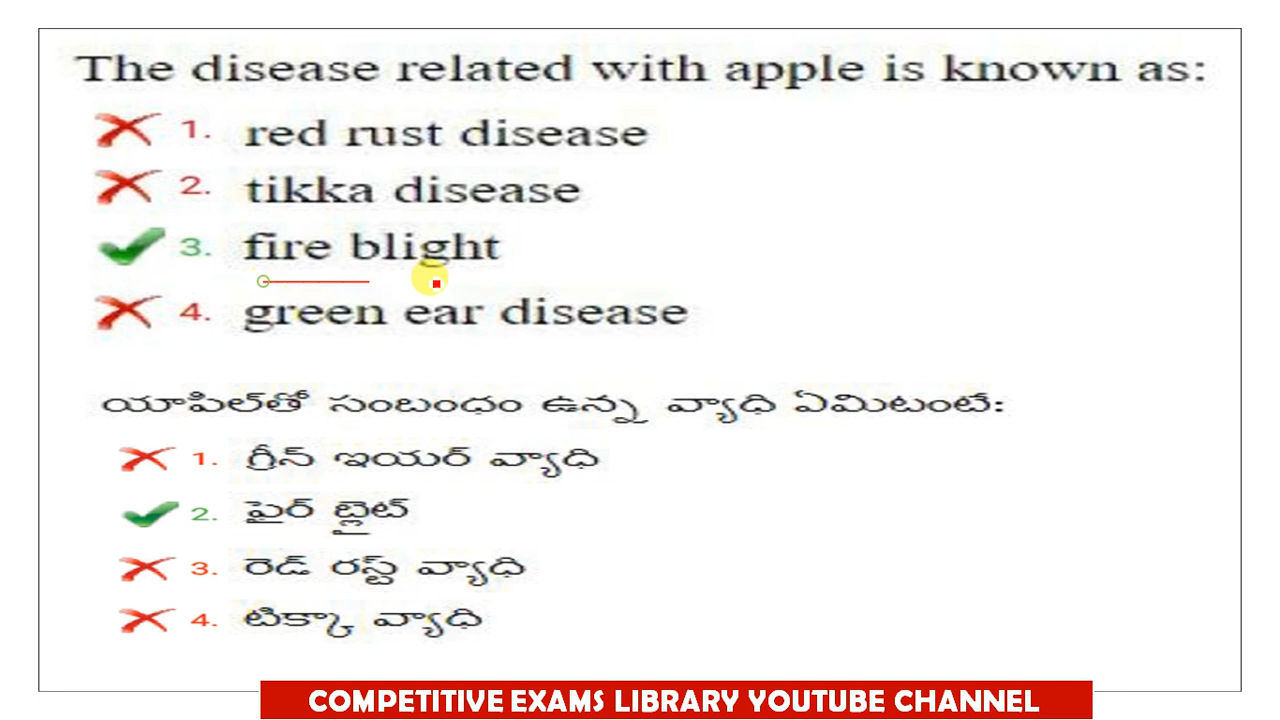 The disease related with apple is known as:
1. red rust disease
2. tikka disease
3. fire blight
4. green ear disease
యాపిల్‌తో సంబంధం ఉన్న వ్యాధి ఏమిటంటే:
1. గ్రీన్ ఇయర్ వ్యాధి
2. ఫైర్ బ్లైట్
3. రెడ్ రస్ట్ వ్యాధి
4. టిక్కా వ్యాధి
COMPETITIVE EXAMS LIBRARY YOUTUBE CHANNEL